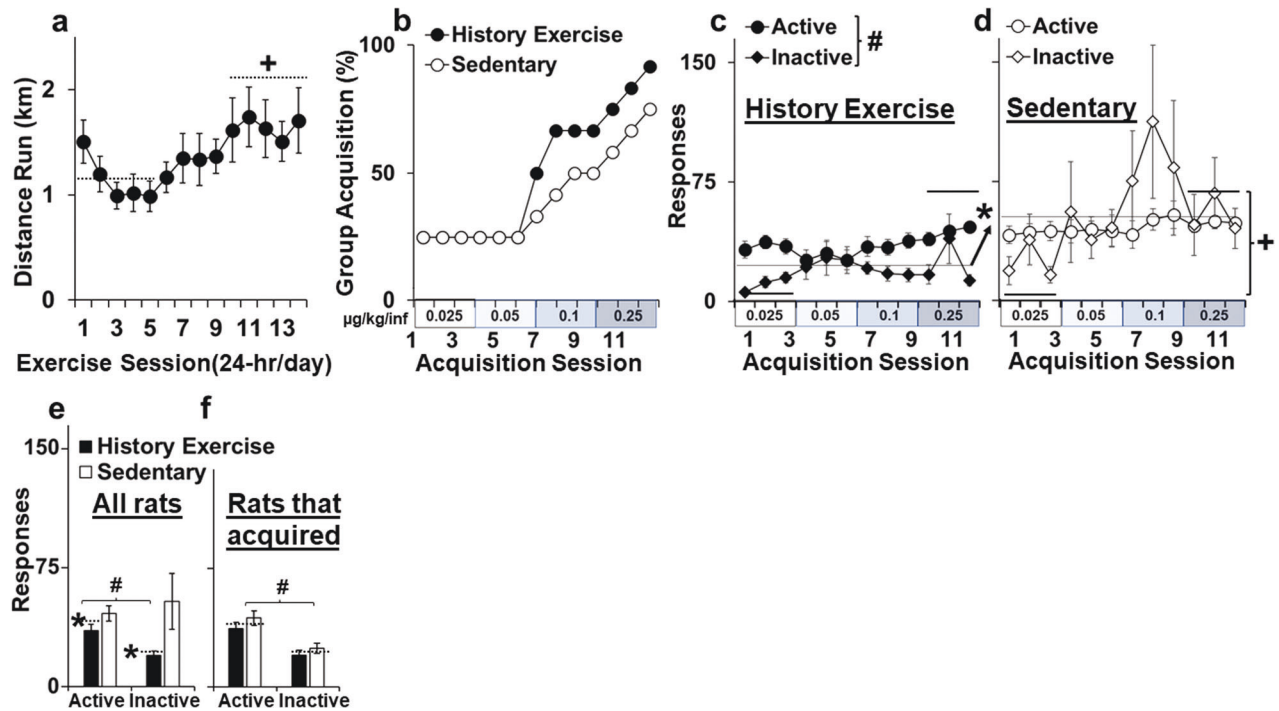 a
Distance Run (km)
2
1
0
+
1 3 5 7 9 11 13
Exercise Session(24-hr/day)
b
History Exercise
Sedentary
Group Acquisition (%)
100
50
0
µg/kg/inf
0.025 0.05 0.1 0.25
1 3 5 7 9 11
Acquisition Session
c
Active
Inactive
#
History Exercise
Responses
150
75
0
*
0.025 0.05 0.1 0.25
1 3 5 7 9 11
Acquisition Session
d
Active
Inactive
Sedentary
+
0.025 0.05 0.1 0.25
1 3 5 7 9 11
Acquisition Session
e
History Exercise
Sedentary
All rats
Responses
150
75
0
#
*
*
Active Inactive
f
Rats that
acquired
#
Active Inactive